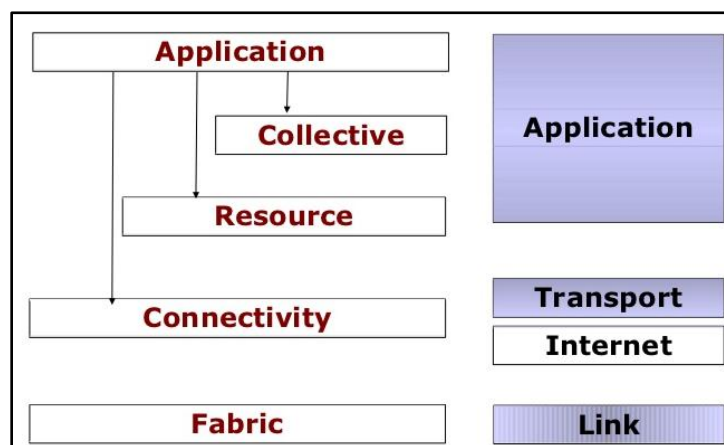 Application
Collective
Resource
Connectivity
Fabric
Application
Transport
Internet
Link